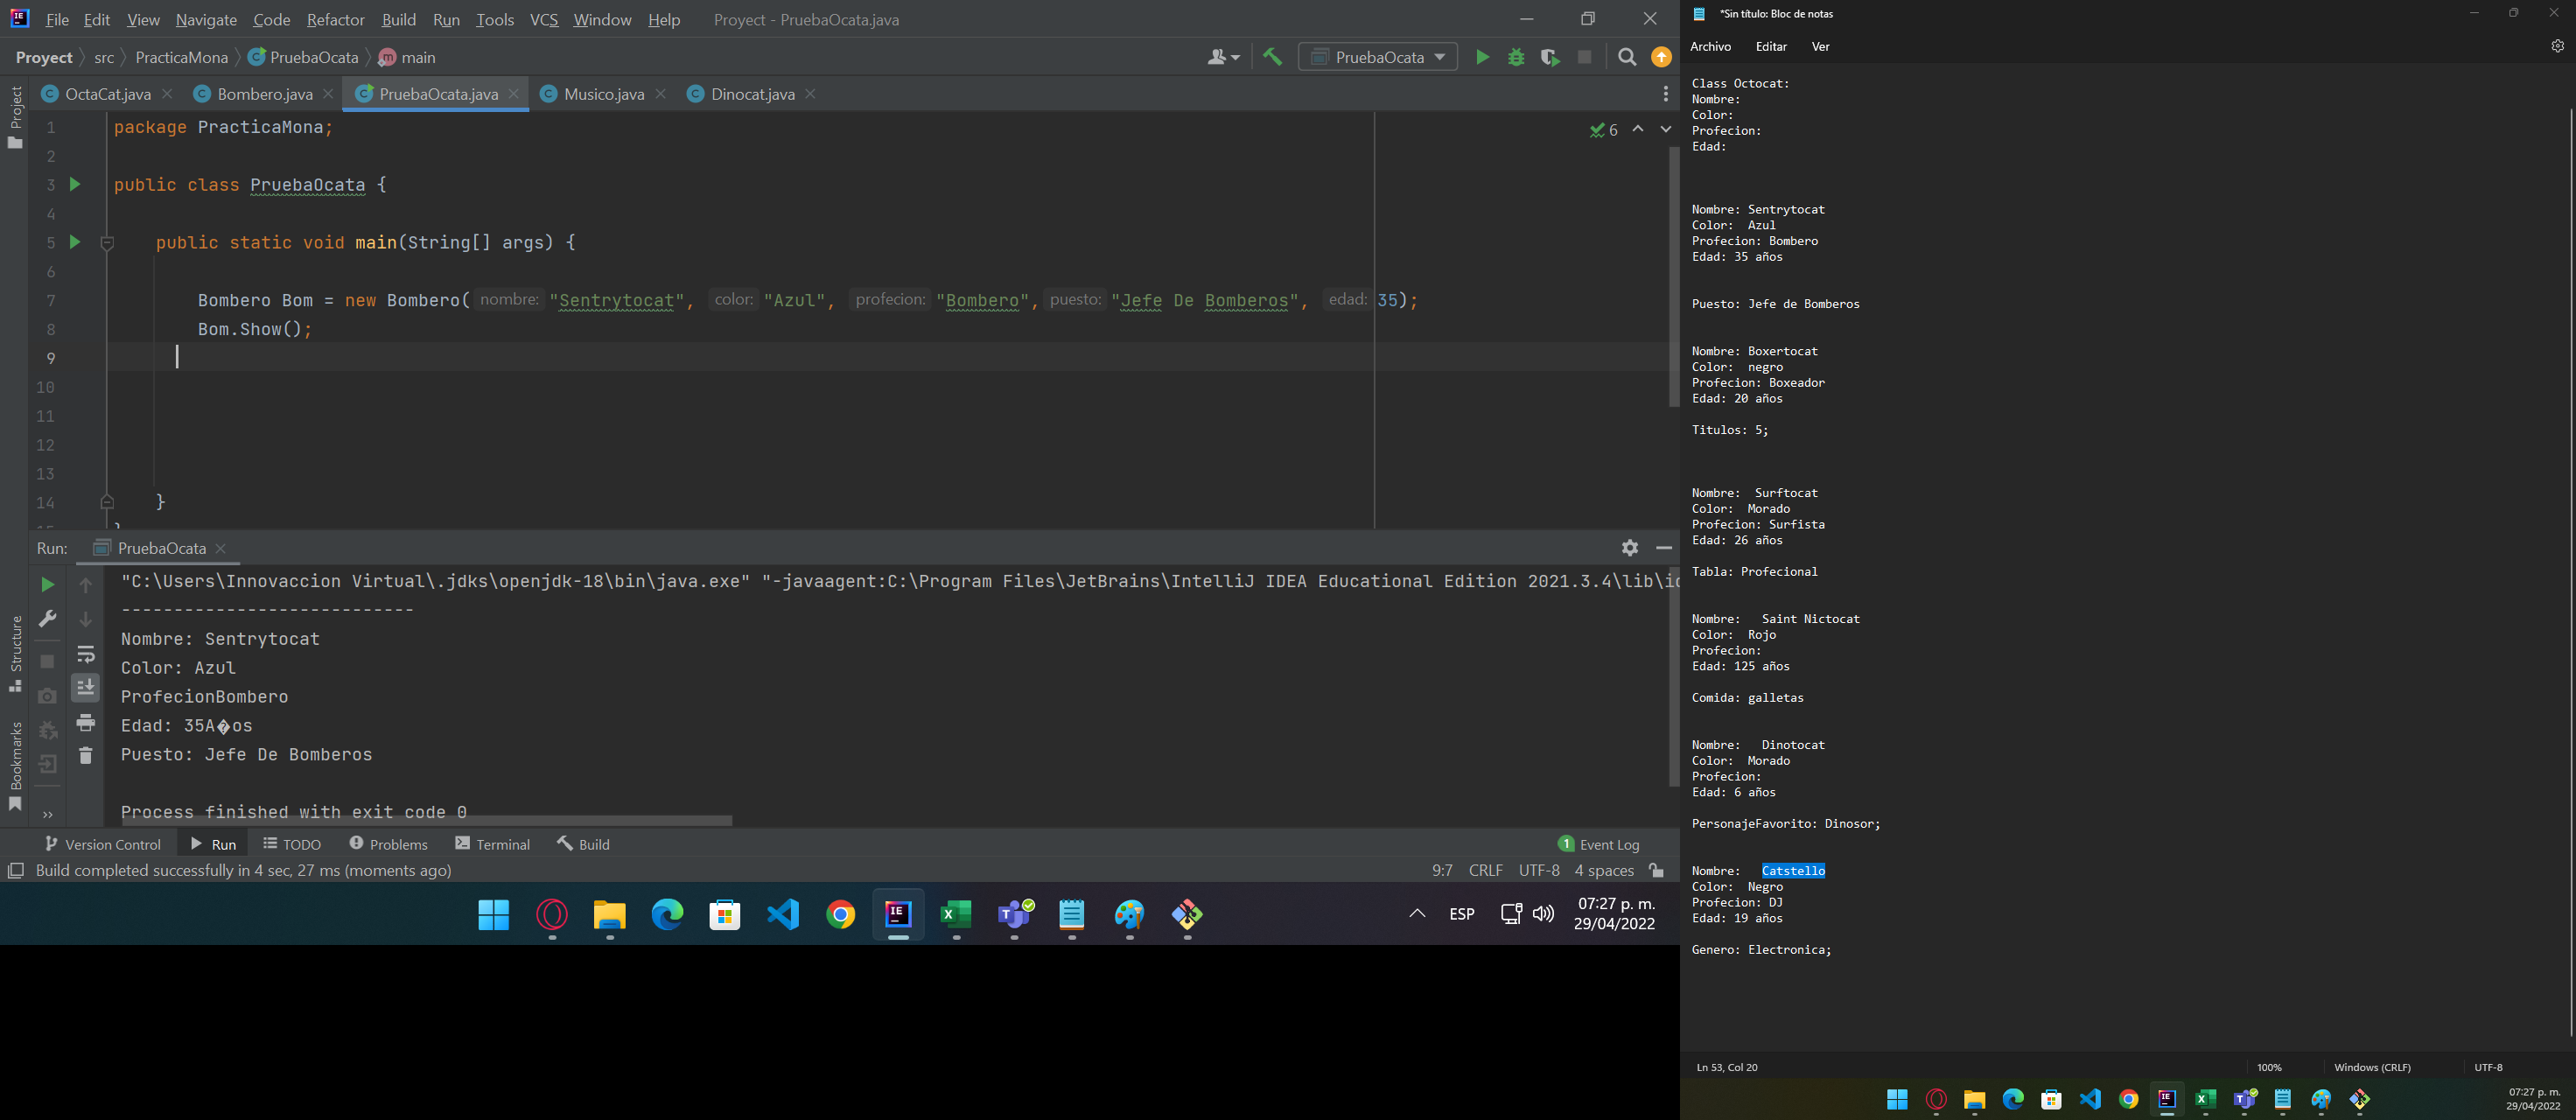 File Edit View Navigate Code Refactor Build Run Tools VCS Window Help Proyect - PruebaOcata.java
Proyect src PracticaMona PruebaOcata main
PruebaOcata
OctaCat.java Bombero.java PruebaOcata.java Musico.java Dinocat.java
Project
1 package PracticaMona;
6
2
3 public class PruebaOcata {
4
5 public static void main(String[] args) {
6
7 Bombero Bom = new Bombero( nombre: "Sentrytocat", color: "Azul", profecion: "Bombero", puesto: "Jefe De Bomberos", edad: 35);
8 Bom.Show();
9
10
11
12
13
14 }
Run: PruebaOcata
"C:\Users\Innovaccion Virtual\.jdks\openjdk-18\bin\java.exe" "-javaagent:C:\Program Files\JetBrains\IntelliJ IDEA Educational Edition 2021.3.4\lib\id
----------------------------
Nombre: Sentrytocat
Color: Azul
ProfecionBombero
Edad: 35A�os
Puesto: Jefe De Bomberos
Process finished with exit code 0
Structure
Bookmarks
Version Control Run TODO Problems Terminal Build 1 Event Log
Build completed successfully in 4 sec, 27 ms (moments ago) 9:7 CRLF UTF-8 4 spaces
ESP 07:27 p. m.
29/04/2022
*Sin título: Bloc de notas
Archivo Editar Ver
Class Octocat:
Nombre:
Color:
Profecion:
Edad:
Nombre: Sentrytocat
Color: Azul
Profecion: Bombero
Edad: 35 años
Puesto: Jefe de Bomberos
Nombre: Boxertocat
Color: negro
Profecion: Boxeador
Edad: 20 años
Titulos: 5;
Nombre: Surftocat
Color: Morado
Profecion: Surfista
Edad: 26 años
Tabla: Profecional
Nombre: Saint Nictocat
Color: Rojo
Profecion:
Edad: 125 años
Comida: galletas
Nombre: Dinotocat
Color: Morado
Profecion:
Edad: 6 años
PersonajeFavorito: Dinosor;
Nombre: Catstello
Color: Negro
Profecion: DJ
Edad: 19 años
Genero: Electronica;
Ln 53, Col 20 100% Windows (CRLF) UTF-8
07:27 p. m.
29/04/2022